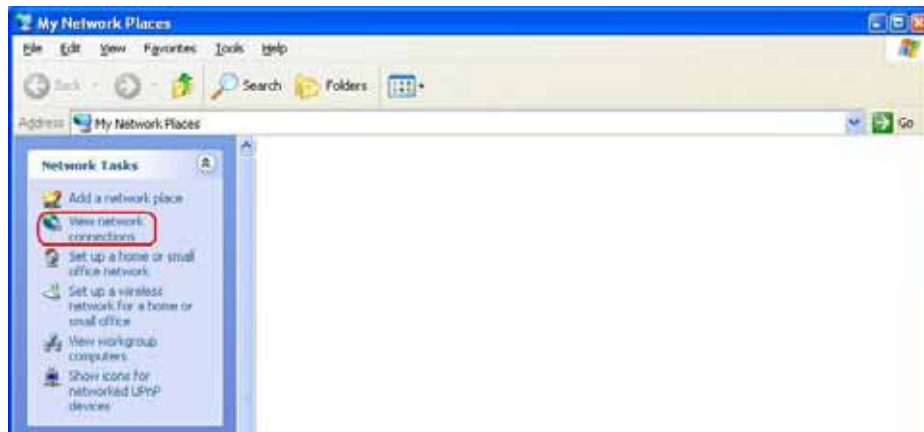 My Network Places
File Edit View Favorites Tools Help
Back Search Folders
Address My Network Places Go
Network Tasks
Add a network place
View network
connections
Set up a home or small
office network
Set up a wireless
network for a home or
small office
View workgroup
computers
Show icons for
networked UPnP
devices